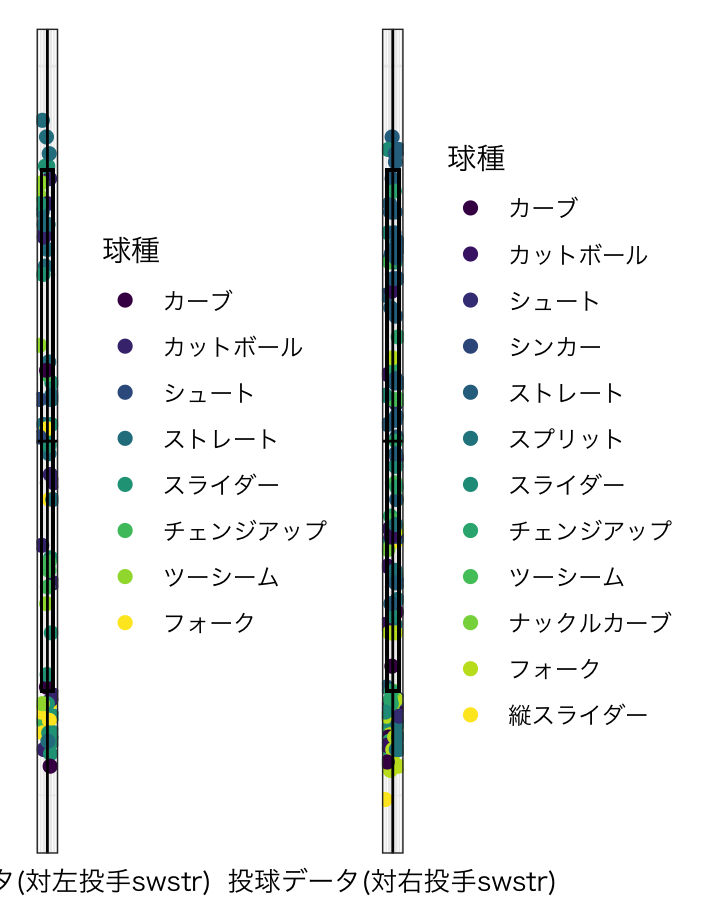 球種
カーブ
カットボール
シュート
ストレート
スライダー
チェンジアップ
ツーシーム
フォーク
球種
カーブ
カットボール
シュート
シンカー
ストレート
スプリット
スライダー
チェンジアップ
ツーシーム
ナックルカーブ
フォーク
縦スライダー
タ(対左投手swstr)
投球データ(対右投手swstr)